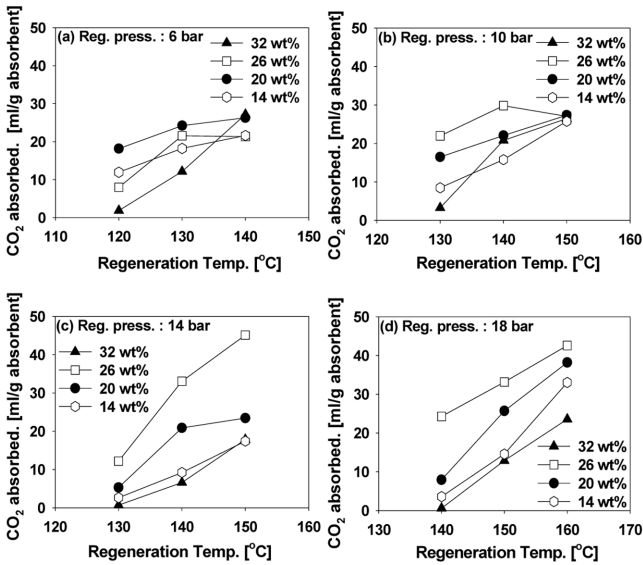 (a) Reg. press. : 6 bar
32 wt%
26 wt%
20 wt%
14 wt%
50
40
30
20
10
0
110 120 130 140 150
Regeneration Temp. [°C]
CO₂ absorbed. [ml/g absorbent]
(b) Reg. press. : 10 bar
32 wt%
26 wt%
20 wt%
14 wt%
50
40
30
20
10
0
120 130 140 150 160
Regeneration Temp. [°C]
CO₂ absorbed. [ml/g absorbent]
(c) Reg. press. : 14 bar
32 wt%
26 wt%
20 wt%
14 wt%
50
40
30
20
10
0
120 130 140 150 160
Regeneration Temp. [°C]
CO₂ absorbed. [ml/g absorbent]
(d) Reg. press. : 18 bar
32 wt%
26 wt%
20 wt%
14 wt%
50
40
30
20
10
0
130 140 150 160 170
Regeneration Temp. [°C]
CO₂ absorbed. [ml/g absorbent]